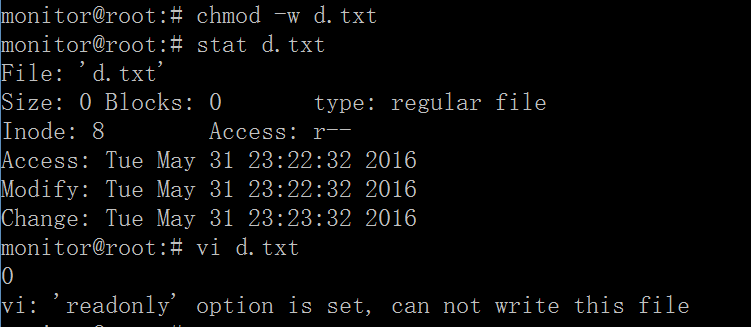 monitor@root:# chmod -w d.txt
monitor@root:# stat d.txt
File: 'd.txt'
Size: 0 Blocks: 0      type: regular file
Inode: 8       Access: r--
Access: Tue May 31 23:22:32 2016
Modify: Tue May 31 23:22:32 2016
Change: Tue May 31 23:23:32 2016
monitor@root:# vi d.txt
0
vi: 'readonly' option is set, can not write this file